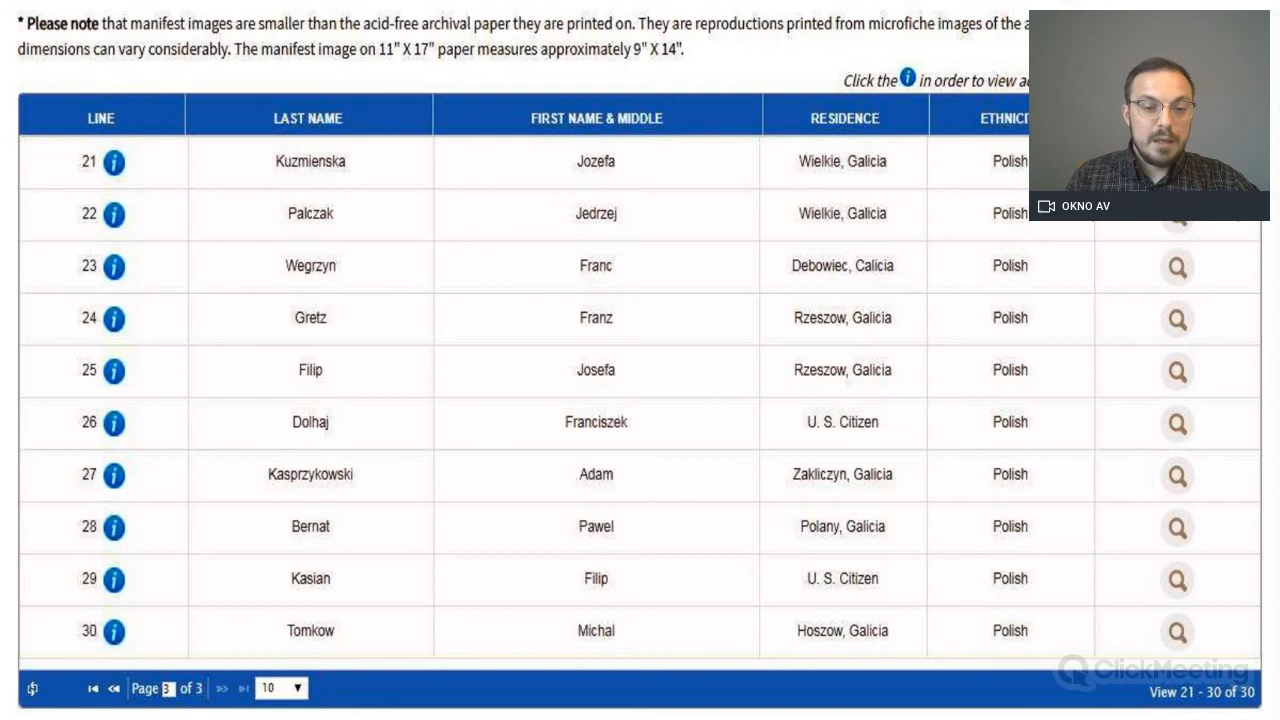 * Please note that manifest images are smaller than the acid-free archival paper they are printed on. They are reproductions printed from microfiche images of the a
dimensions can vary considerably. The manifest image on 11" X 17" paper measures approximately 9" X 14".
Click the i in order to view a
LINE LAST NAME FIRST NAME & MIDDLE RESIDENCE ETHNICI
21 i Kuzmienska Jozefa Wielkie, Galicia Polish
22 i Palczak Jedrzej Wielkie, Galicia Polish
OKNO AV
23 i Wegrzyn Franc Debowiec, Calicia Polish
24 i Gretz Franz Rzeszow, Galicia Polish
25 i Filip Josefa Rzeszow, Galicia Polish
26 i Dolhaj Franciszek U. S. Citizen Polish
27 i Kasprzykowski Adam Zakliczyn, Galicia Polish
28 i Bernat Pawel Polany, Galicia Polish
29 i Kasian Filip U. S. Citizen Polish
30 i Tomkow Michal Hoszow, Galicia Polish
ClickMeeting
Page 3 of 3 10 View 21 - 30 of 30